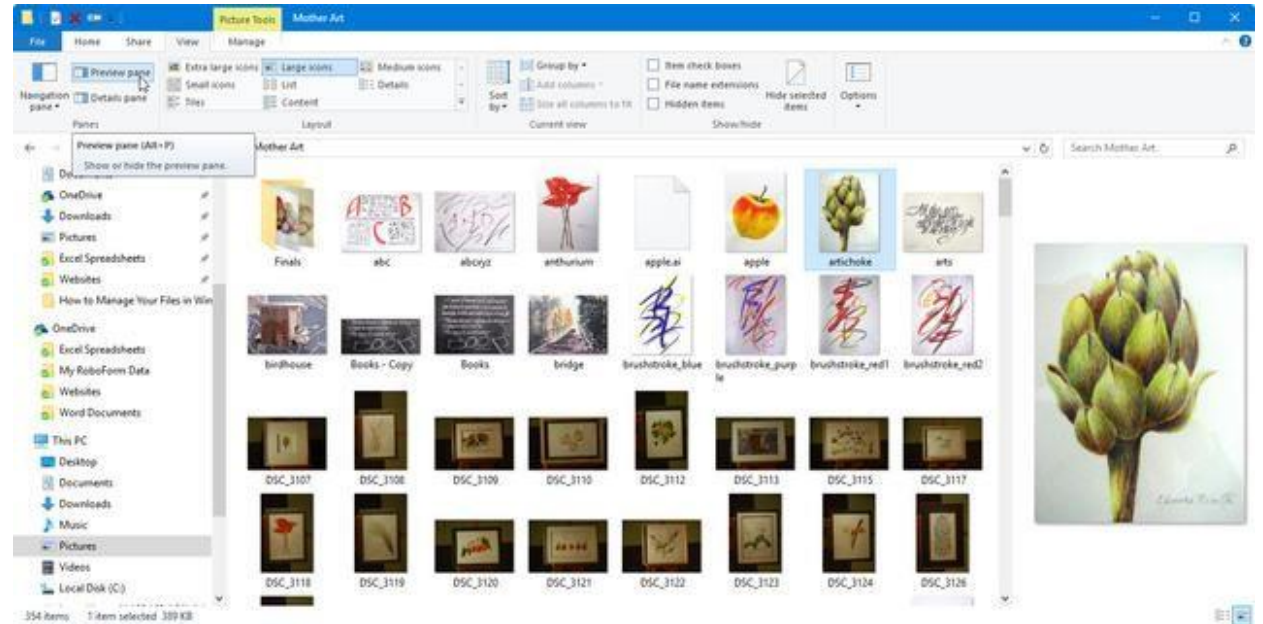 Picture Tools Mother Art
File Home Share View Manage
Navigation pane
Preview pane
Details pane
Panes
Extra large icons Large icons Medium icons
Small icons List Details
Tiles Content
Layout
Sort by
Group by
Add columns
Size all columns to fit
Current view
Item check boxes
File name extensions
Hidden items
Hide selected items
Show/hide
Options
Preview pane (Alt+P)
Show or hide the preview pane.
Mother Art
Search Mother Art
OneDrive
Downloads
Pictures
Excel Spreadsheets
Websites
How to Manage Your Files in Win
OneDrive
Excel Spreadsheets
My RoboForm Data
Websites
Word Documents
This PC
Desktop
Documents
Downloads
Music
Pictures
Videos
Local Disk (C:)
Finals abc abcxyz anthurium apple.ai apple artichoke arts
birdhouse Books - Copy Books bridge brushstroke_blue brushstroke_purple brushstroke_red1 brushstroke_red2
DSC_3107 DSC_3108 DSC_3109 DSC_3110 DSC_3112 DSC_3113 DSC_3115 DSC_3117
DSC_3118 DSC_3119 DSC_3120 DSC_3121 DSC_3122 DSC_3123 DSC_3124 DSC_3126
354 items 1 item selected 389 KB